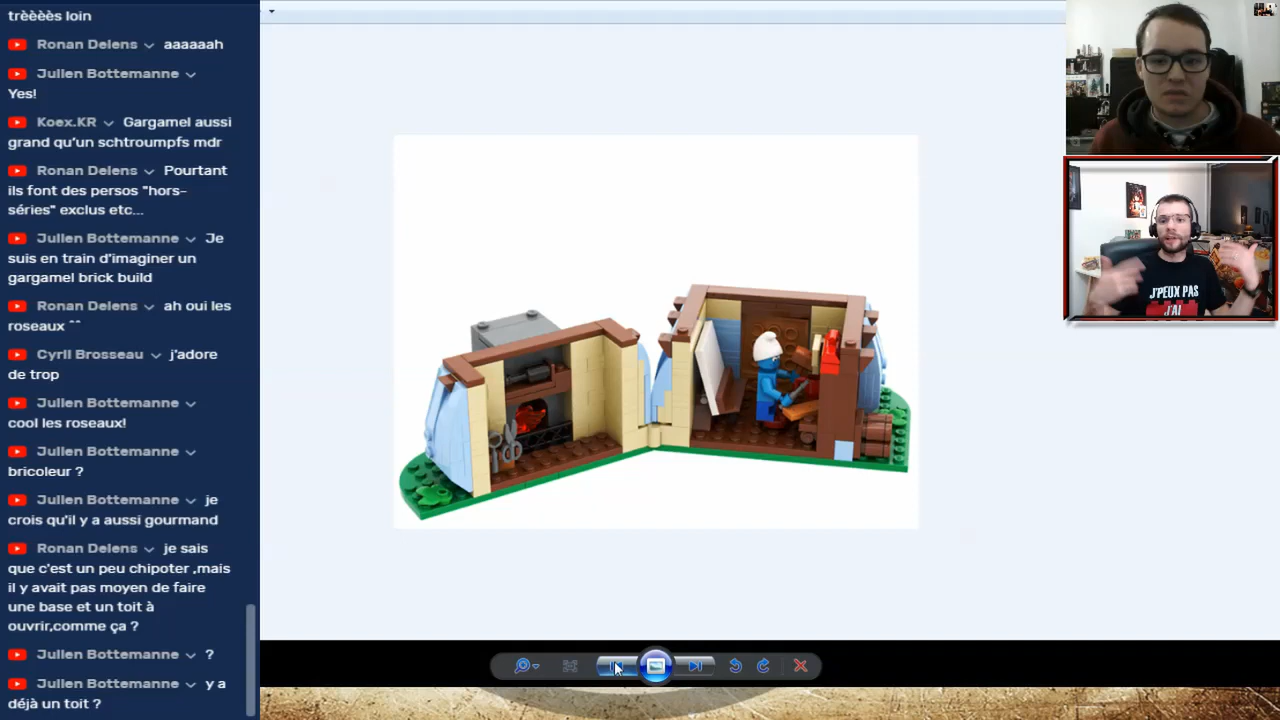 trèèèès loin
Ronan Delens aaaaaah
Julien Bottemanne
Yes!
Koex.KR Gargamel aussi
grand qu'un schtroumpfs mdr
Ronan Delens Pourtant
ils font des persos "hors-
séries" exclus etc...
Julien Bottemanne Je
suis en train d'imaginer un
gargamel brick build
Ronan Delens ah oui les
roseaux ^^
Cyril Brosseau j'adore
de trop
Julien Bottemanne
cool les roseaux!
Julien Bottemanne
bricoleur ?
Julien Bottemanne je
crois qu'il y a aussi gourmand
Ronan Delens je sais
que c'est un peu chipoter ,mais
il y avait pas moyen de faire
une base et un toit à
ouvrir,comme ça ?
Julien Bottemanne ?
Julien Bottemanne y a
déjà un toit ?
J'PEUX PAS
J'AI